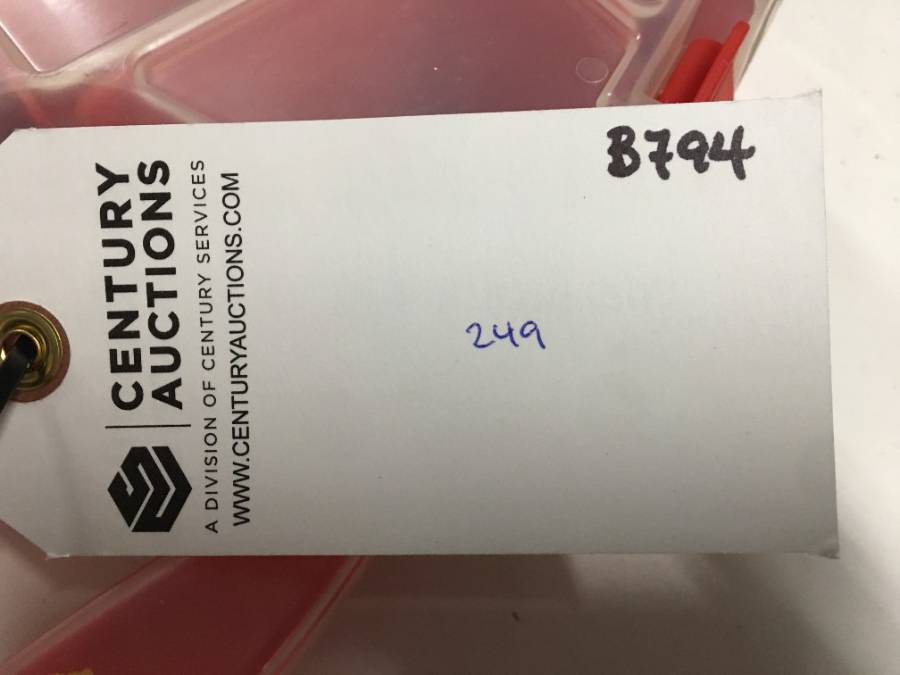 CENTURY
AUCTIONS
A DIVISION OF CENTURY SERVICES
WWW.CENTURYAUCTIONS.COM
B794
249